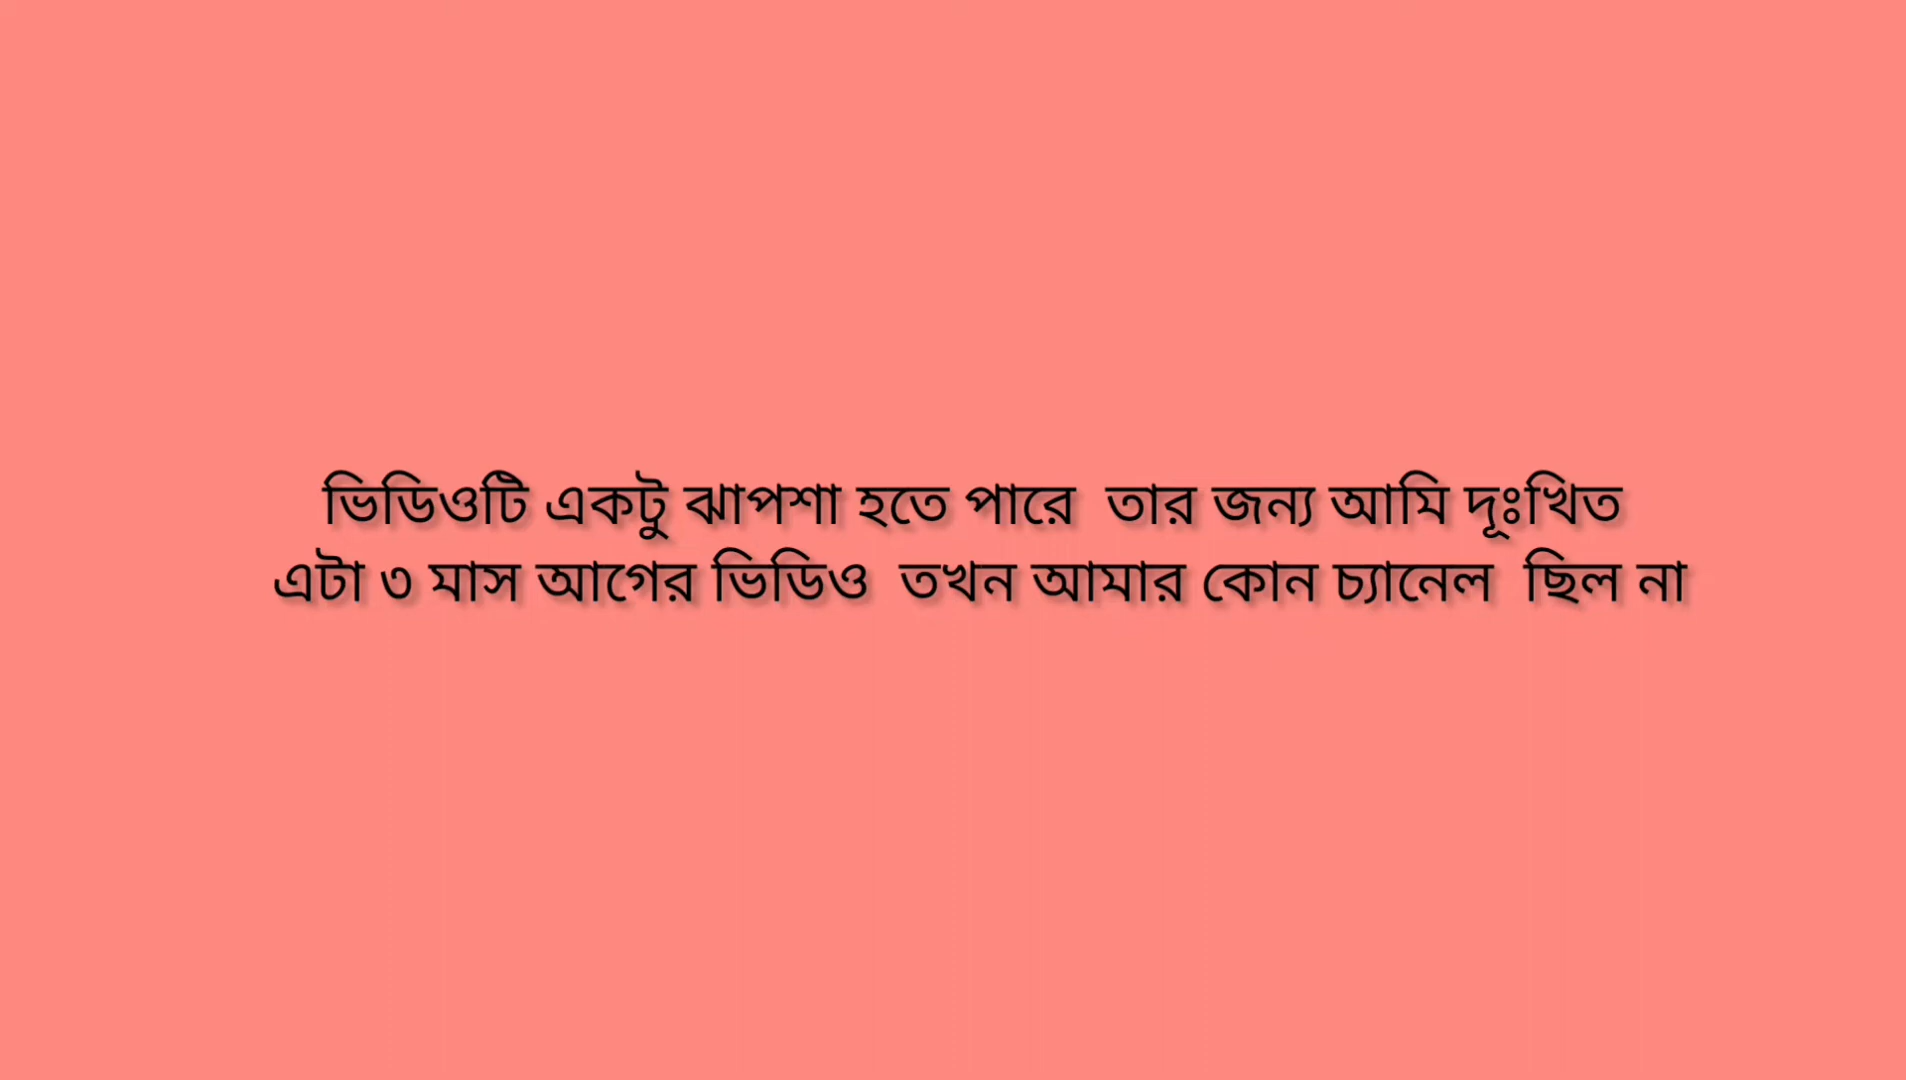 ভিডিওটি একটু ঝাপশা হতে পারে  তার জন্য আমি দূঃখিত
এটা ৩ মাস আগের ভিডিও  তখন আমার কোন চ্যানেল  ছিল না